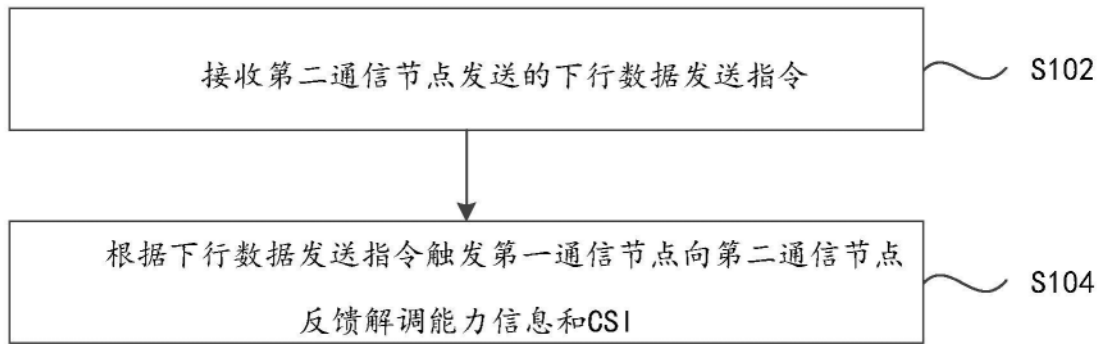 接收第二通信节点发送的下行数据发送指令
S102
根据下行数据发送指令触发第一通信节点向第二通信节点
反馈解调能力信息和CSI
S104